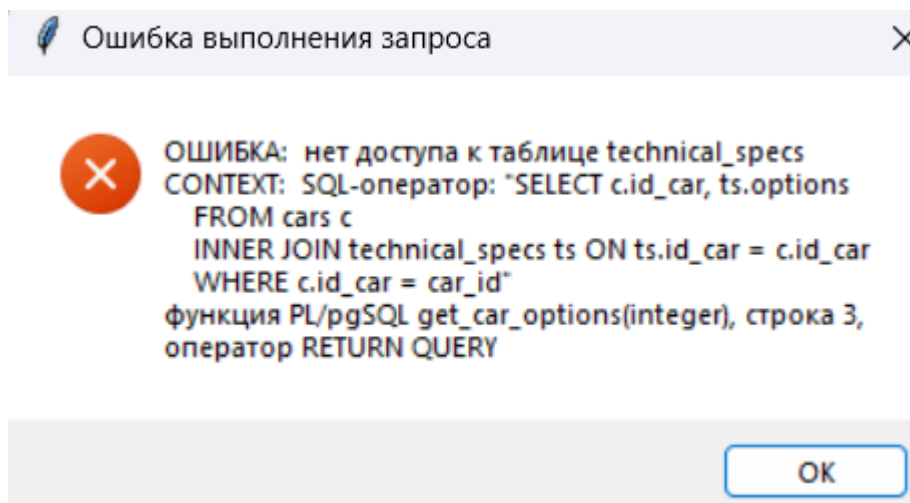 Ошибка выполнения запроса
ОШИБКА: нет доступа к таблице technical_specs
CONTEXT: SQL-оператор: "SELECT c.id_car, ts.options
FROM cars c
INNER JOIN technical_specs ts ON ts.id_car = c.id_car
WHERE c.id_car = car_id"
функция PL/pgSQL get_car_options(integer), строка 3,
оператор RETURN QUERY
ОК